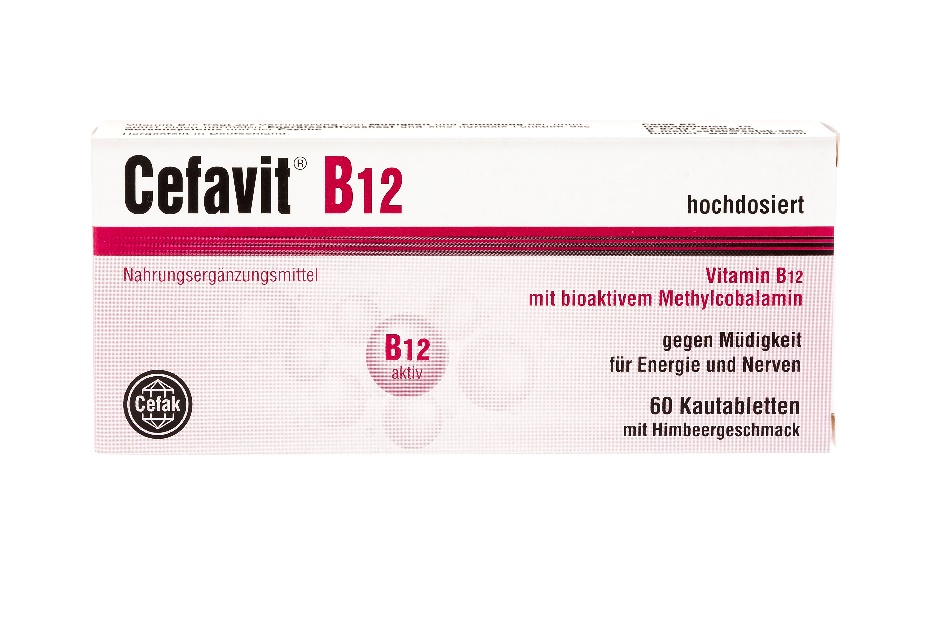 Cefavit® B12
hochdosiert
Nahrungsergänzungsmittel
Vitamin B12
mit bioaktivem Methylcobalamin
B12
aktiv
gegen Müdigkeit
für Energie und Nerven
Cefak
60 Kautabletten
mit Himbeergeschmack